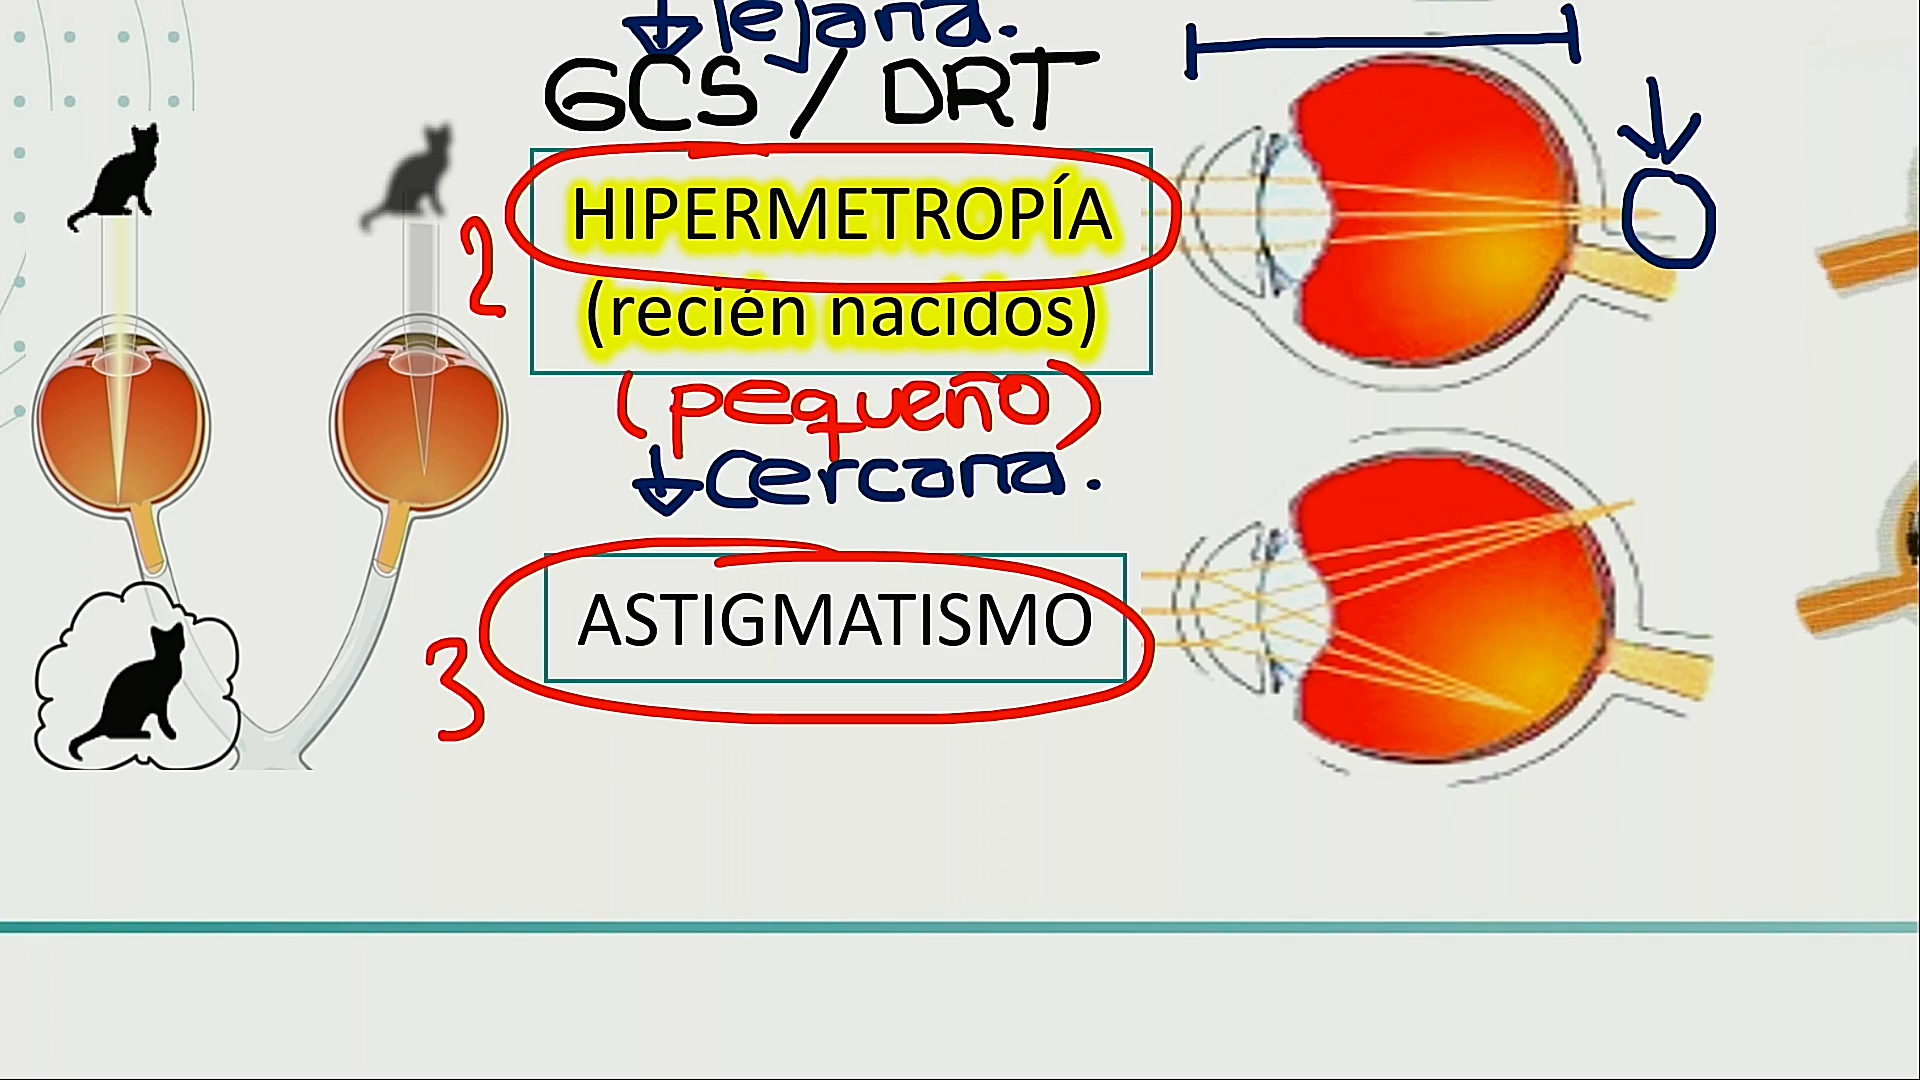 ↓ lejana.
GCS / DRT
2
HIPERMETROPÍA
(recién nacidos)
(pequeño)
↓ cercana.
3
ASTIGMATISMO